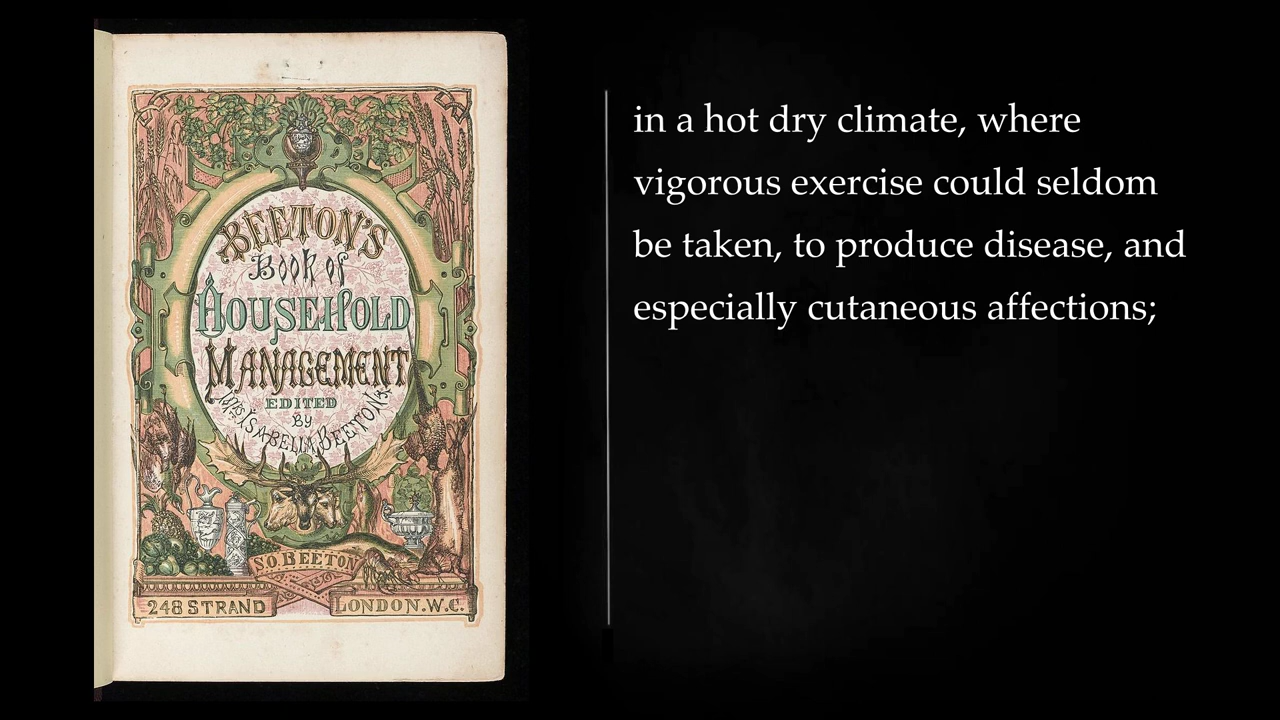 BEETON'S
Book of
HOUSEHOLD
MANAGEMENT
EDITED
BY
MRS ISABELLA BEETON
S.O. BEETON
248 STRAND
LONDON. W.C.
in a hot dry climate, where
vigorous exercise could seldom
be taken, to produce disease, and
especially cutaneous affections;